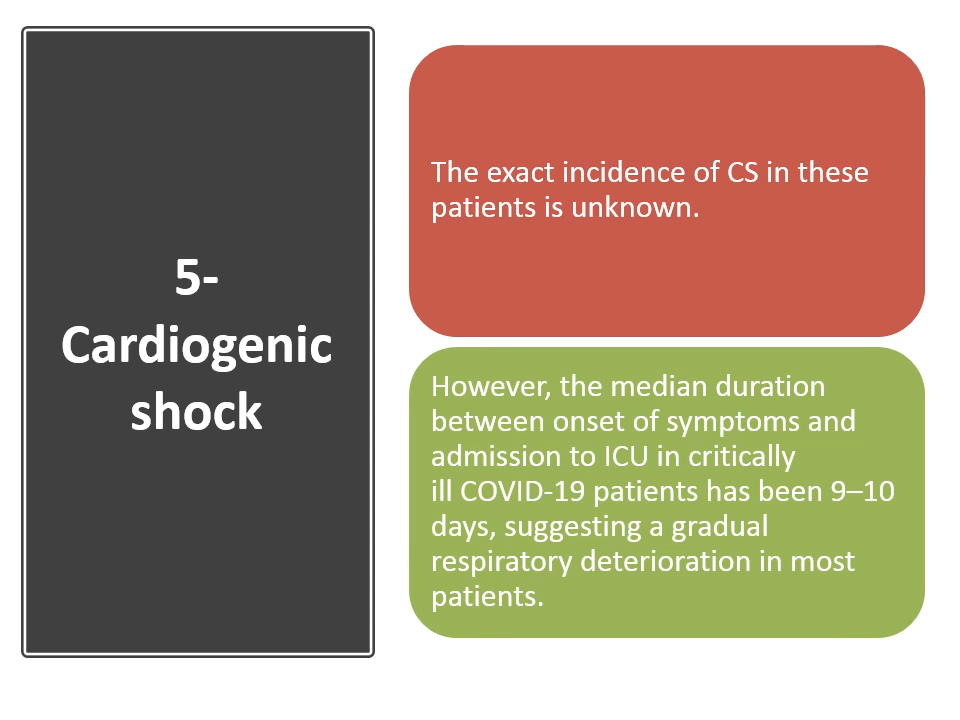 5-
Cardiogenic
shock
The exact incidence of CS in these
patients is unknown.
However, the median duration
between onset of symptoms and
admission to ICU in critically
ill COVID-19 patients has been 9–10
days, suggesting a gradual
respiratory deterioration in most
patients.